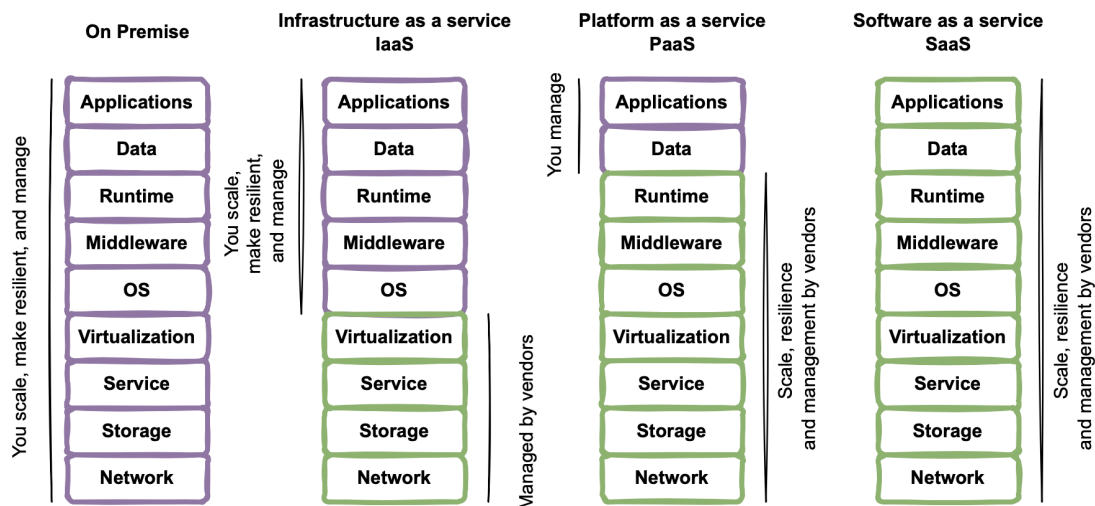 On Premise
You scale, make resilient, and manage
Applications
Data
Runtime
Middleware
OS
Virtualization
Service
Storage
Network
Infrastructure as a service
IaaS
You scale,
make resilient,
and manage
Applications
Data
Runtime
Middleware
OS
Virtualization
Service
Storage
Network
Managed by vendors
Platform as a service
PaaS
You manage
Applications
Data
Runtime
Middleware
OS
Virtualization
Service
Storage
Network
Scale, resilience
and management by vendors
Software as a service
SaaS
Applications
Data
Runtime
Middleware
OS
Virtualization
Service
Storage
Network
Scale, resilience
and management by vendors